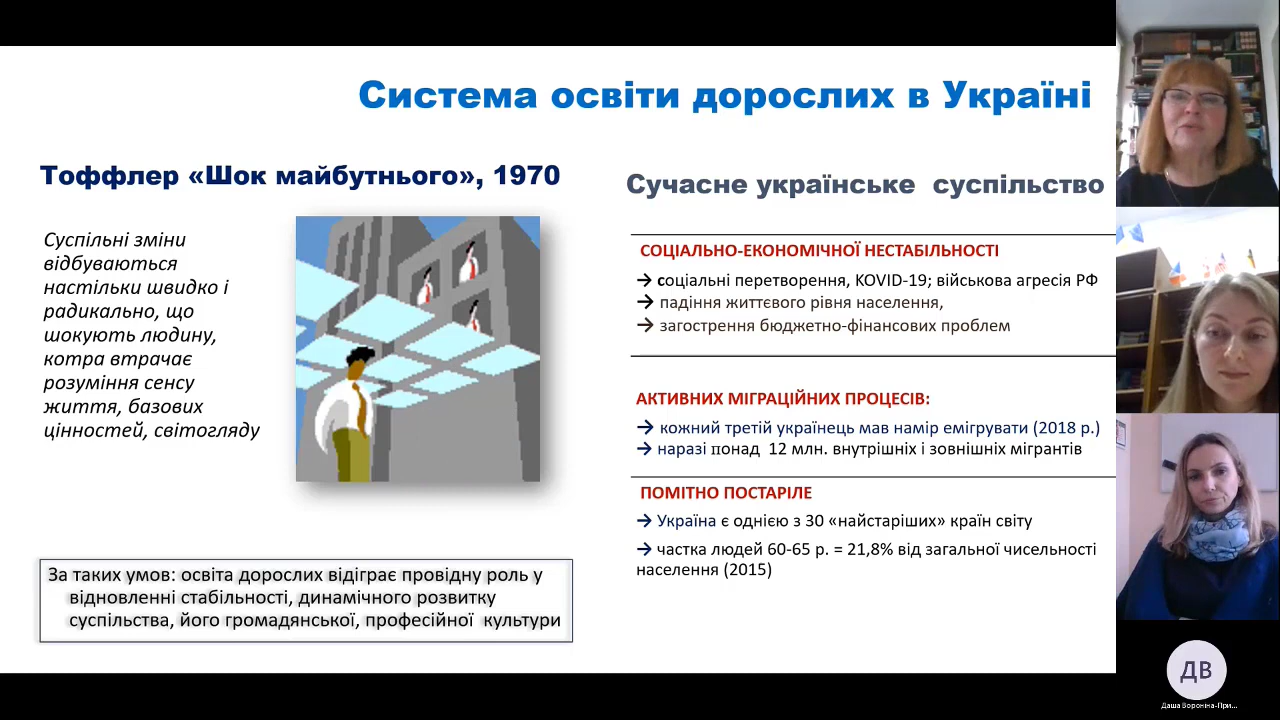 Система освіти дорослих в Україні
Тоффлер «Шок майбутнього», 1970
Суспільні зміни
відбуваються
настільки швидко і
радикально, що
шокують людину,
котра втрачає
розуміння сенсу
життя, базових
цінностей, світогляду
За таких умов: освіта дорослих відіграє провідну роль у
відновленні стабільності, динамічного розвитку
суспільства, його громадянської, професійної культури
Сучасне українське суспільство
СОЦІАЛЬНО-ЕКОНОМІЧНОЇ НЕСТАБІЛЬНОСТІ
→ соціальні перетворення, KOVID-19; військова агресія РФ
→ падіння життєвого рівня населення,
→ загострення бюджетно-фінансових проблем
АКТИВНИХ МІГРАЦІЙНИХ ПРОЦЕСІВ:
→ кожний третій українець мав намір емігрувати (2018 р.)
→ наразі понад 12 млн. внутрішніх і зовнішніх мігрантів
ПОМІТНО ПОСТАРІЛЕ
→ Україна є однією з 30 «найстаріших» країн світу
→ частка людей 60-65 р. = 21,8% від загальної чисельності
населення (2015)
ДВ
Даша Вороніна-При...